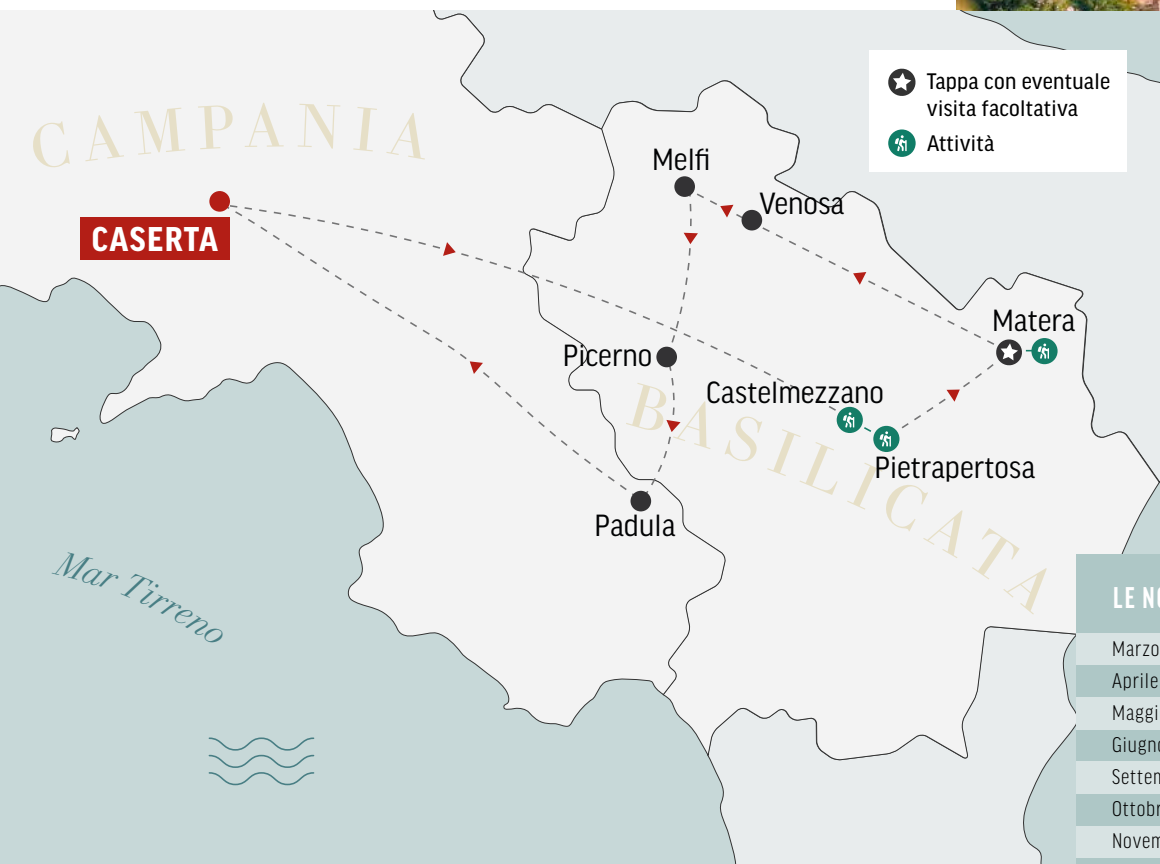 CAMPANIA
Tappa con eventuale
visita facoltativa
Attività
Melfi
Venosa
CASERTA
Matera
Picerno
Castelmezzano
BASILICATA
Pietrapertosa
Padula
Mar Tirreno
LE
Marzo
Aprile